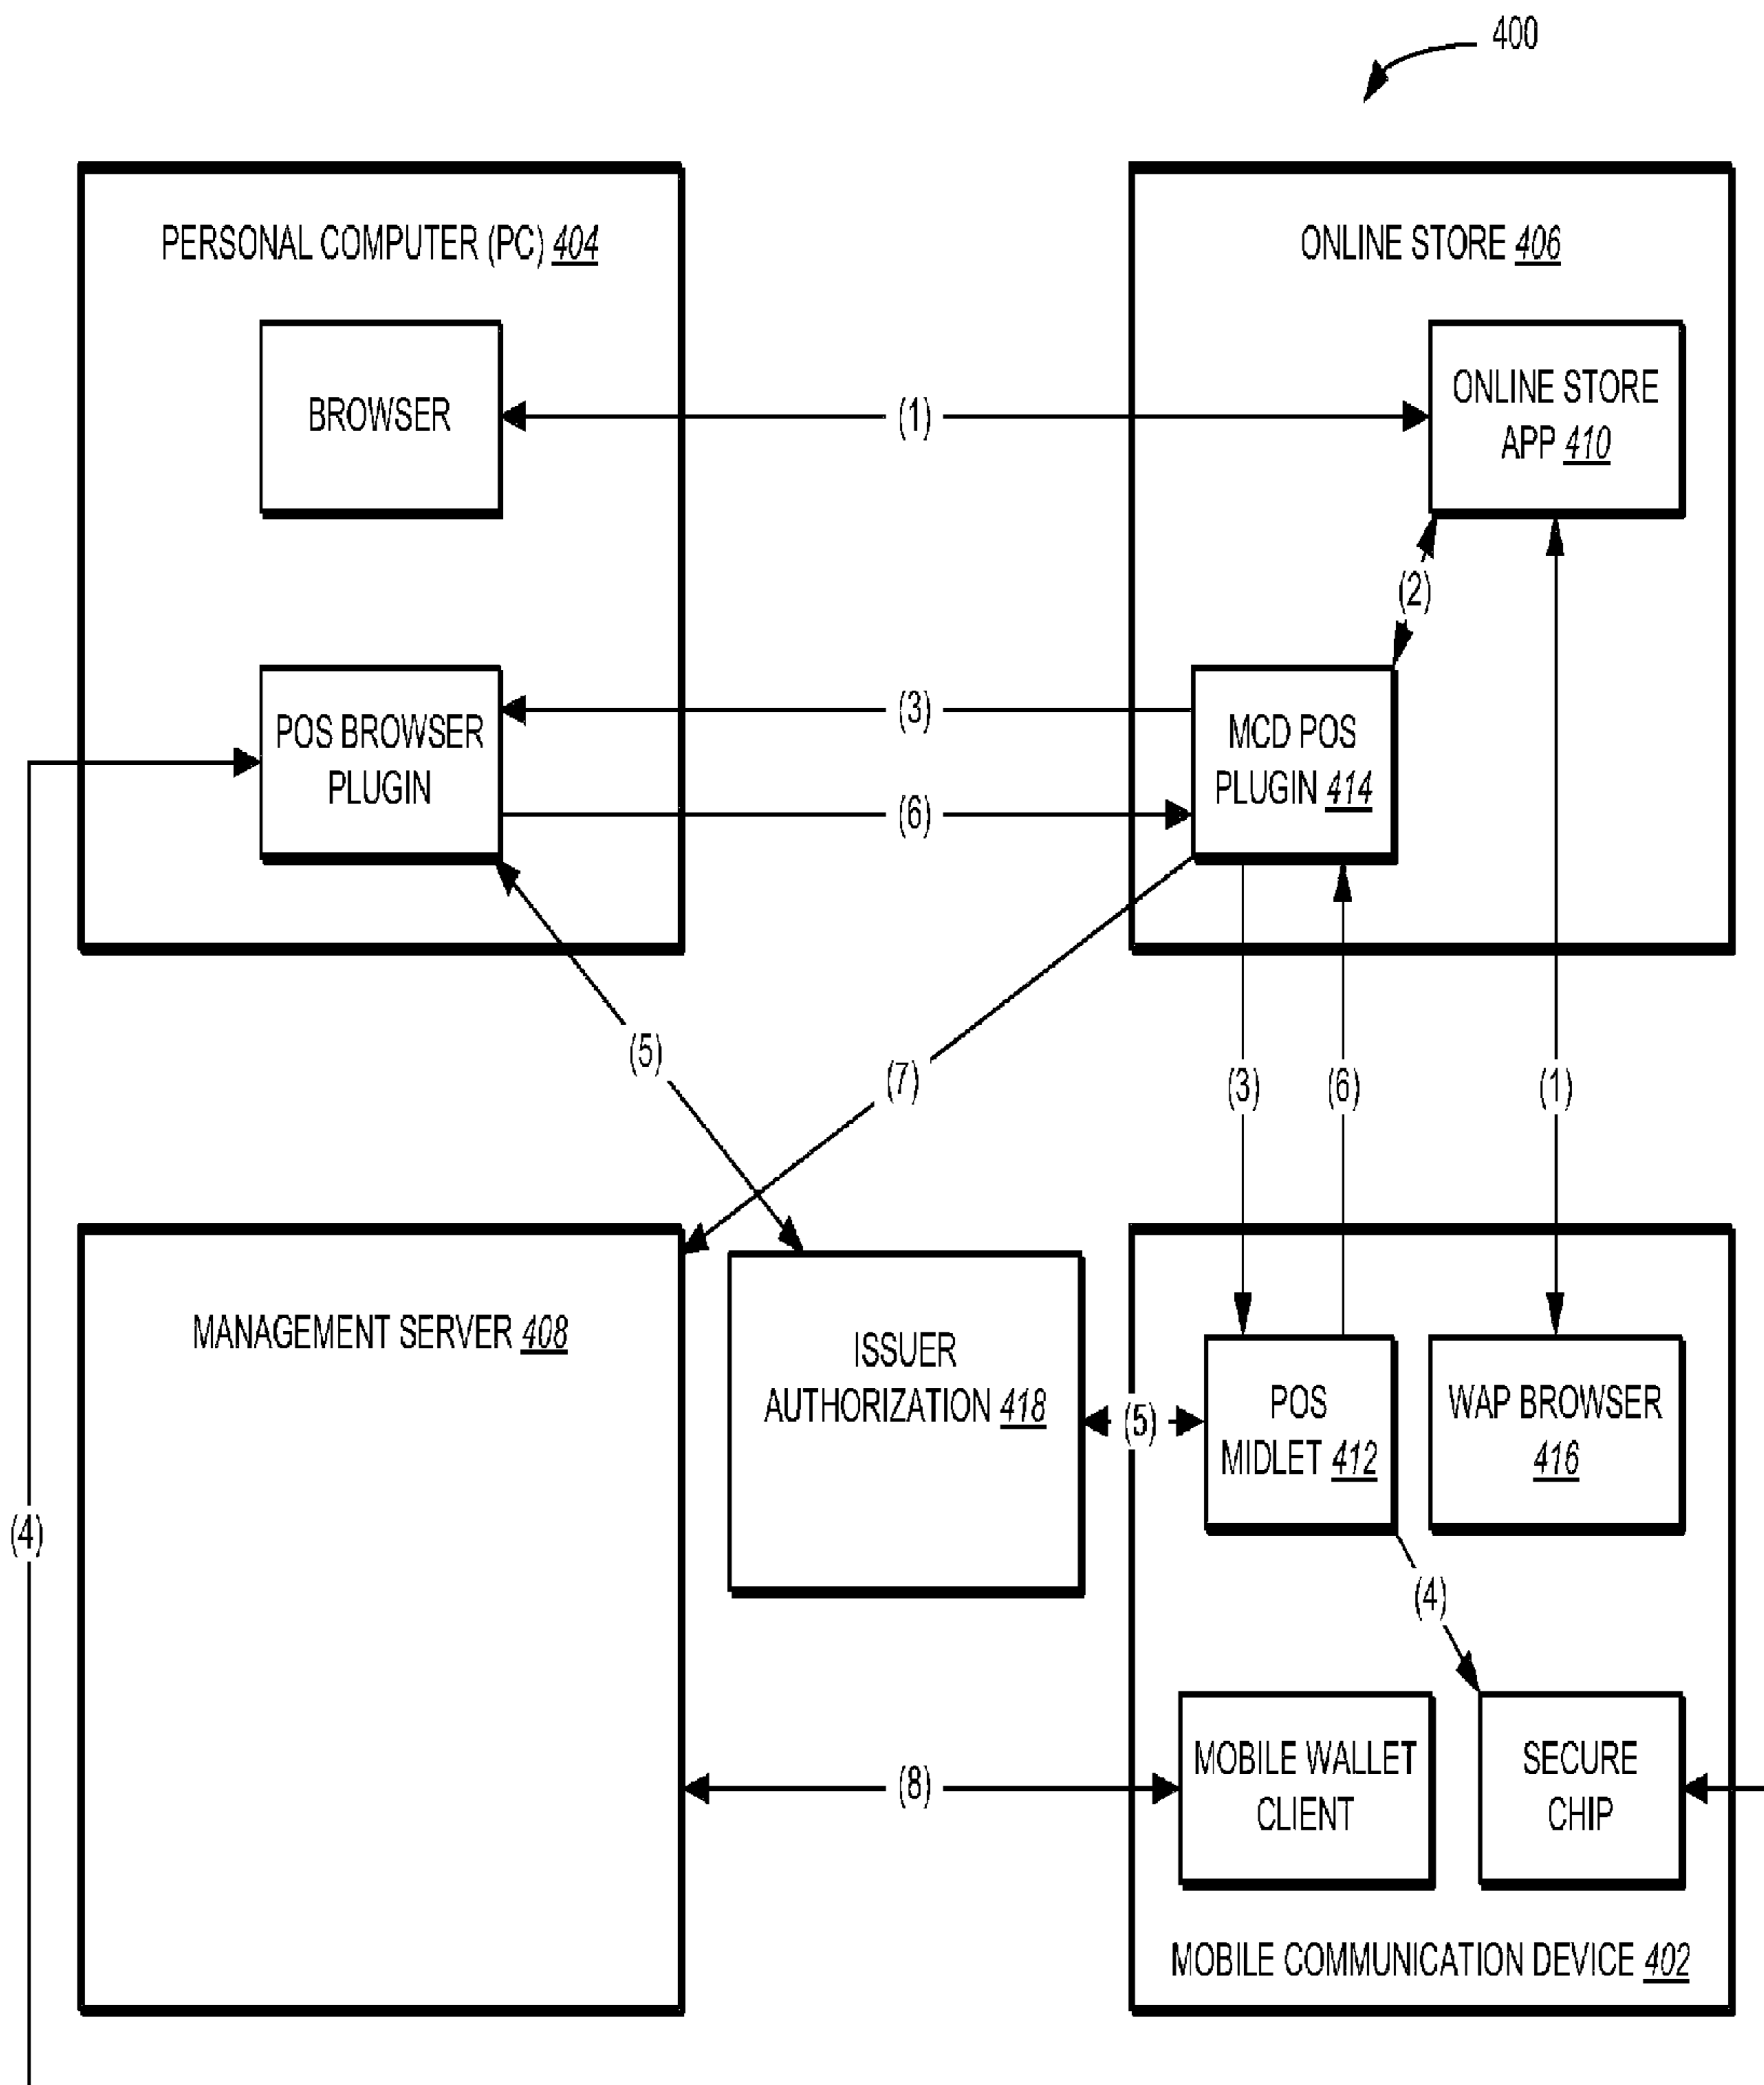 400
PERSONAL COMPUTER (PC) 404
ONLINE STORE 406
BROWSER
(1)
ONLINE STORE
APP 410
(2)
POS BROWSER
PLUGIN
(3)
(6)
MCD POS
PLUGIN 414
(5)
(7)
(3)
(6)
(1)
MANAGEMENT SERVER 408
ISSUER
AUTHORIZATION 418
(5)
POS
MIDLET 412
WAP BROWSER
416
(4)
(4)
(8)
MOBILE WALLET
CLIENT
SECURE
CHIP
MOBILE COMMUNICATION DEVICE 402